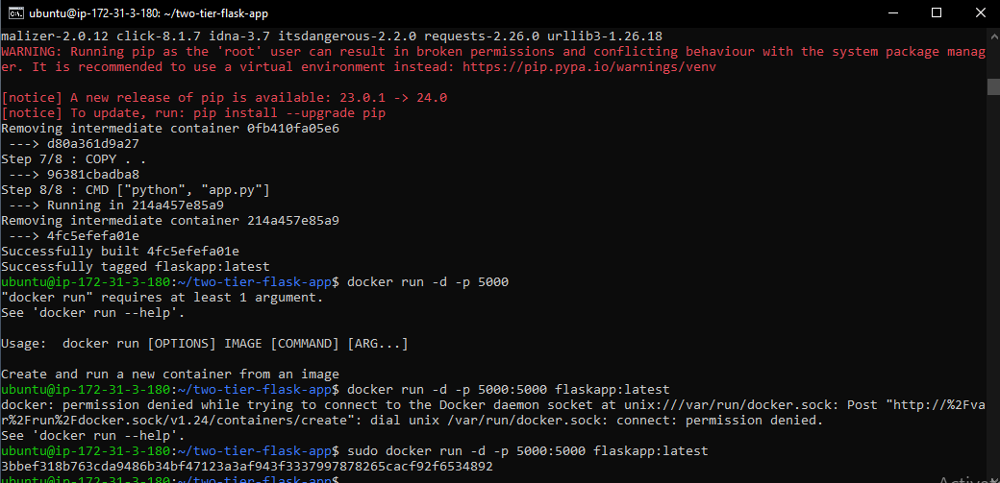 ubuntu@ip-172-31-3-180: ~/two-tier-flask-app
malizer-2.0.12 click-8.1.7 idna-3.7 itsdangerous-2.2.0 requests-2.26.0 urllib3-1.26.18
WARNING: Running pip as the 'root' user can result in broken permissions and conflicting behaviour with the system package manag
er. It is recommended to use a virtual environment instead: https://pip.pypa.io/warnings/venv
[notice] A new release of pip is available: 23.0.1 -> 24.0
[notice] To update, run: pip install --upgrade pip
Removing intermediate container 0fb410fa05e6
 ---> d80a361d9a27
Step 7/8 : COPY . .
 ---> 96381cbadba8
Step 8/8 : CMD ["python", "app.py"]
 ---> Running in 214a457e85a9
Removing intermediate container 214a457e85a9
 ---> 4fc5efefa01e
Successfully built 4fc5efefa01e
Successfully tagged flaskapp:latest
ubuntu@ip-172-31-3-180:~/two-tier-flask-app$ docker run -d -p 5000
"docker run" requires at least 1 argument.
See 'docker run --help'.
Usage:  docker run [OPTIONS] IMAGE [COMMAND] [ARG...]
Create and run a new container from an image
ubuntu@ip-172-31-3-180:~/two-tier-flask-app$ docker run -d -p 5000:5000 flaskapp:latest
docker: permission denied while trying to connect to the Docker daemon socket at unix:///var/run/docker.sock: Post "http://%2Fva
r%2Frun%2Fdocker.sock/v1.24/containers/create": dial unix /var/run/docker.sock: connect: permission denied.
See 'docker run --help'.
ubuntu@ip-172-31-3-180:~/two-tier-flask-app$ sudo docker run -d -p 5000:5000 flaskapp:latest
3bbef318b763cda9486b34bf47123a3af943f3337997878265cacf92f6534892
ubuntu@ip-172-31-3-180:~/two-tier-flask-app$